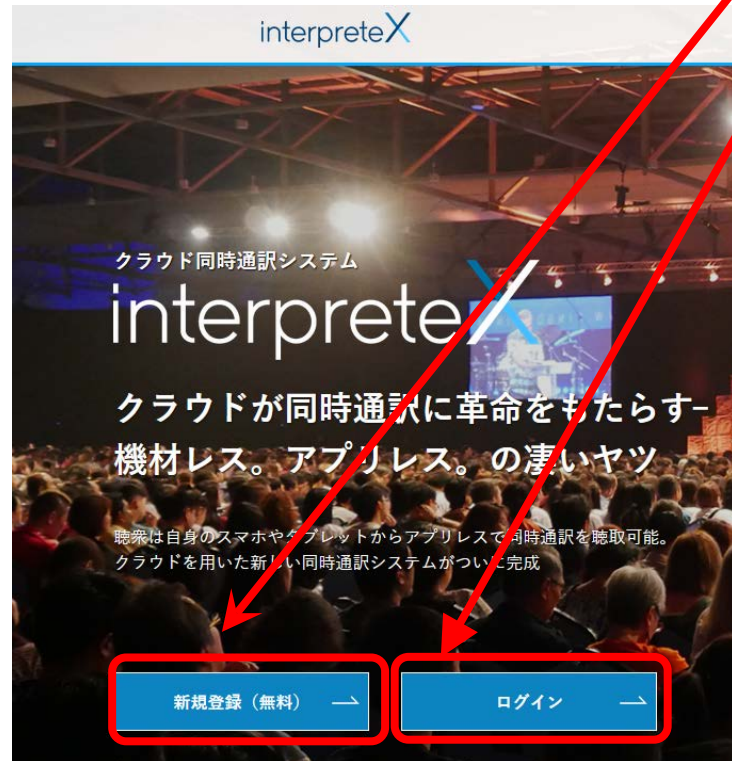 interpreteX
クラウド同時通訳システム
interpreteX
クラウドが同時通訳に革命をもたらす–
機材レス。アプリレス。の凄いヤツ
聴衆は自身のスマホやタブレットからアプリレスで同時通訳を聴取可能。
クラウドを用いた新しい同時通訳システムがついに完成
新規登録（無料）
ログイン